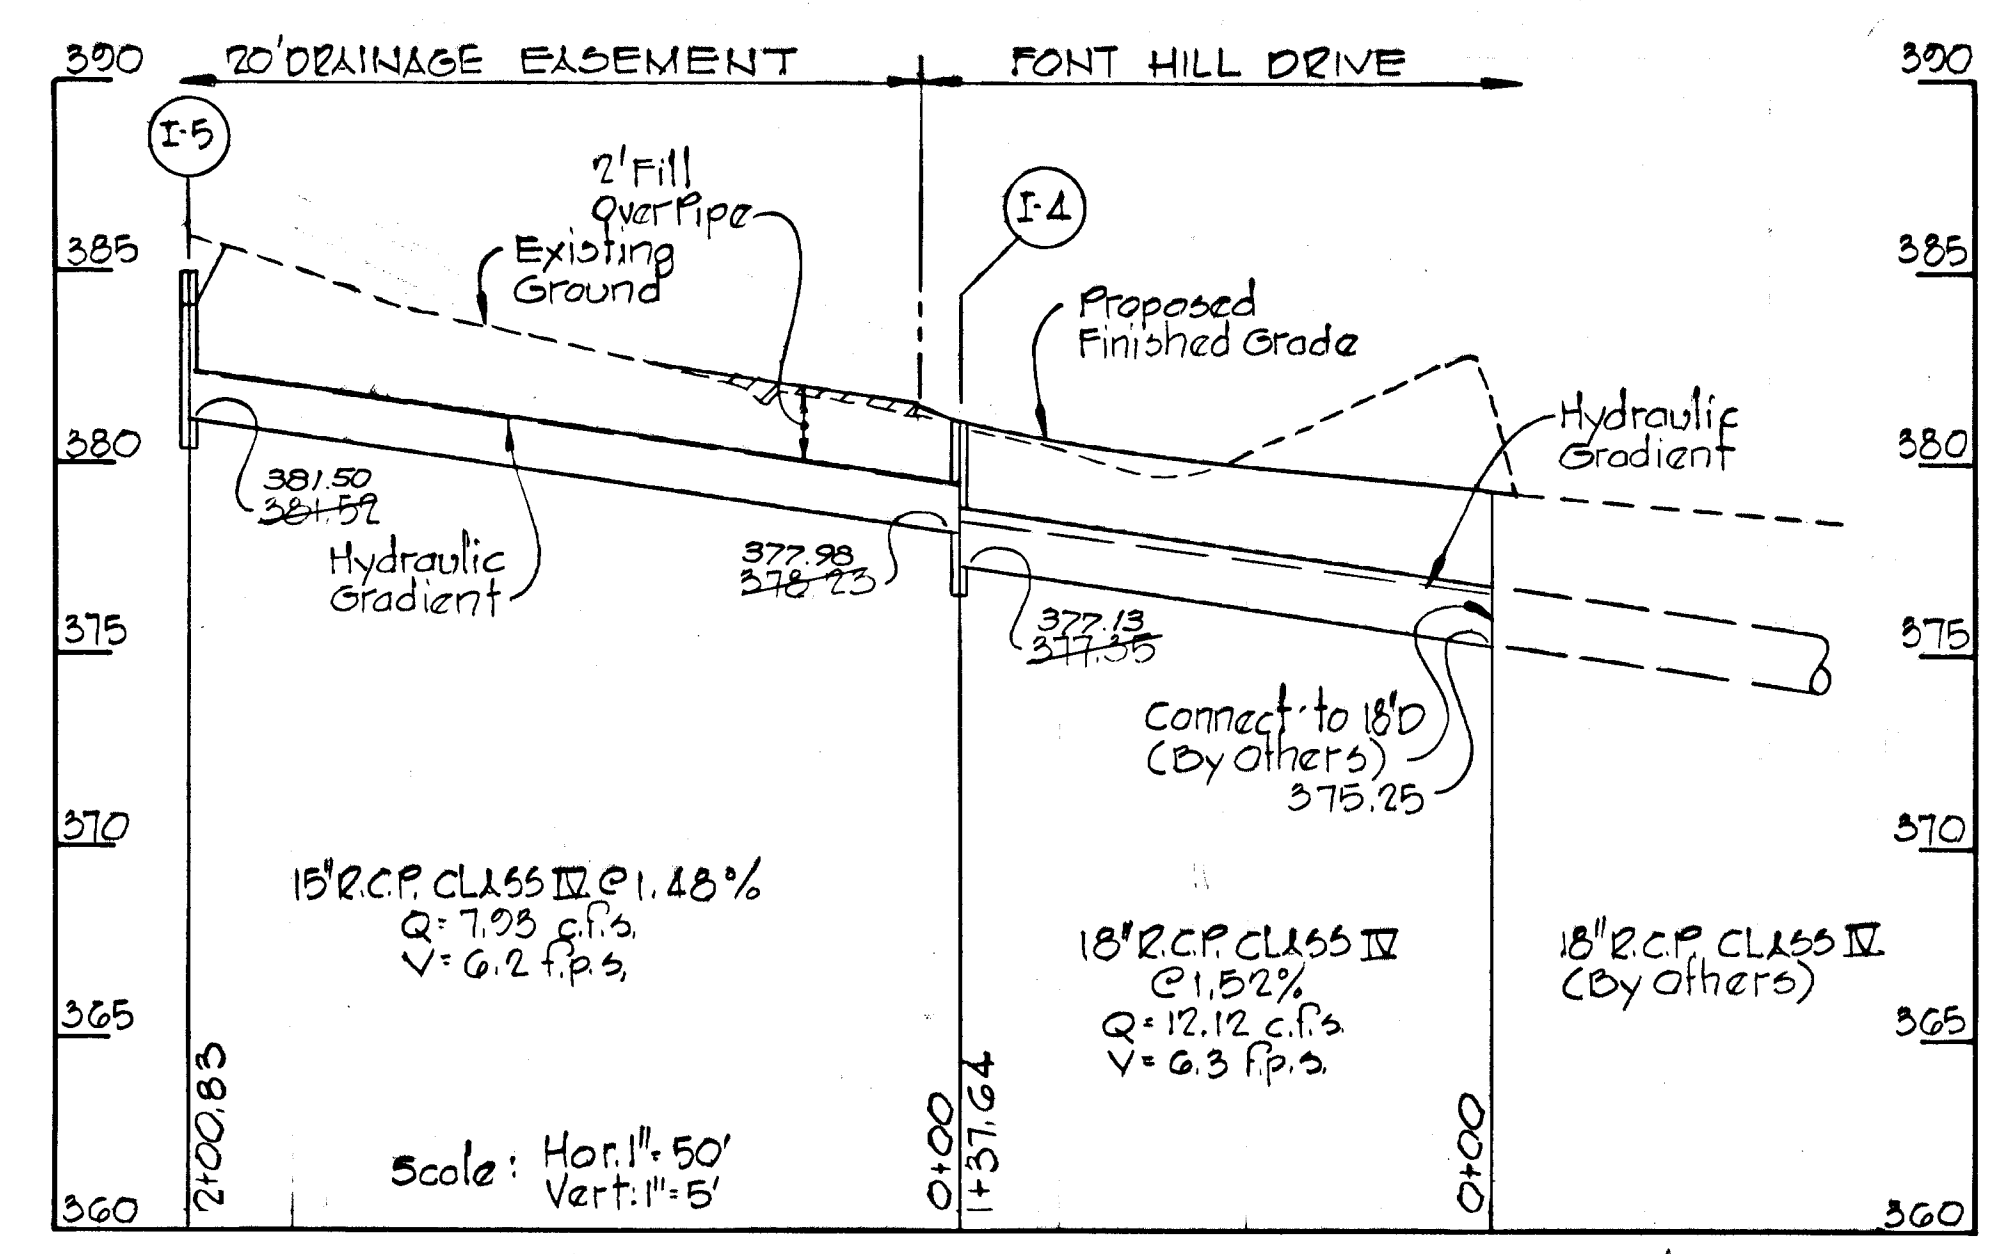 390
20' DRAINAGE EASEMENT
FONT HILL DRIVE
390
I-5
2' Fill
Over Pipe
I-4
385
Existing
Ground
385
Proposed
Finished Grade
Hydraulic
Gradient
380
380
381.50
381.52
Hydraulic
Gradient
377.98
378.23
377.13
377.35
375
375
Connect to 18"D
(By Others)
375.25
370
370
15" R.C.P. CLASS IV @ 1.48%
Q = 7.93 c.f.s.
V = 6.2 f.p.s.
18" R.C.P. CLASS IV
@ 1.52%
Q = 12.12 c.f.s.
V = 6.3 f.p.s.
18" R.C.P. CLASS IV
(By Others)
365
365
2+00.83
Scale: Hor. 1" = 50'
Vert: 1" = 5'
0+00
1+37.64
0+00
360
360